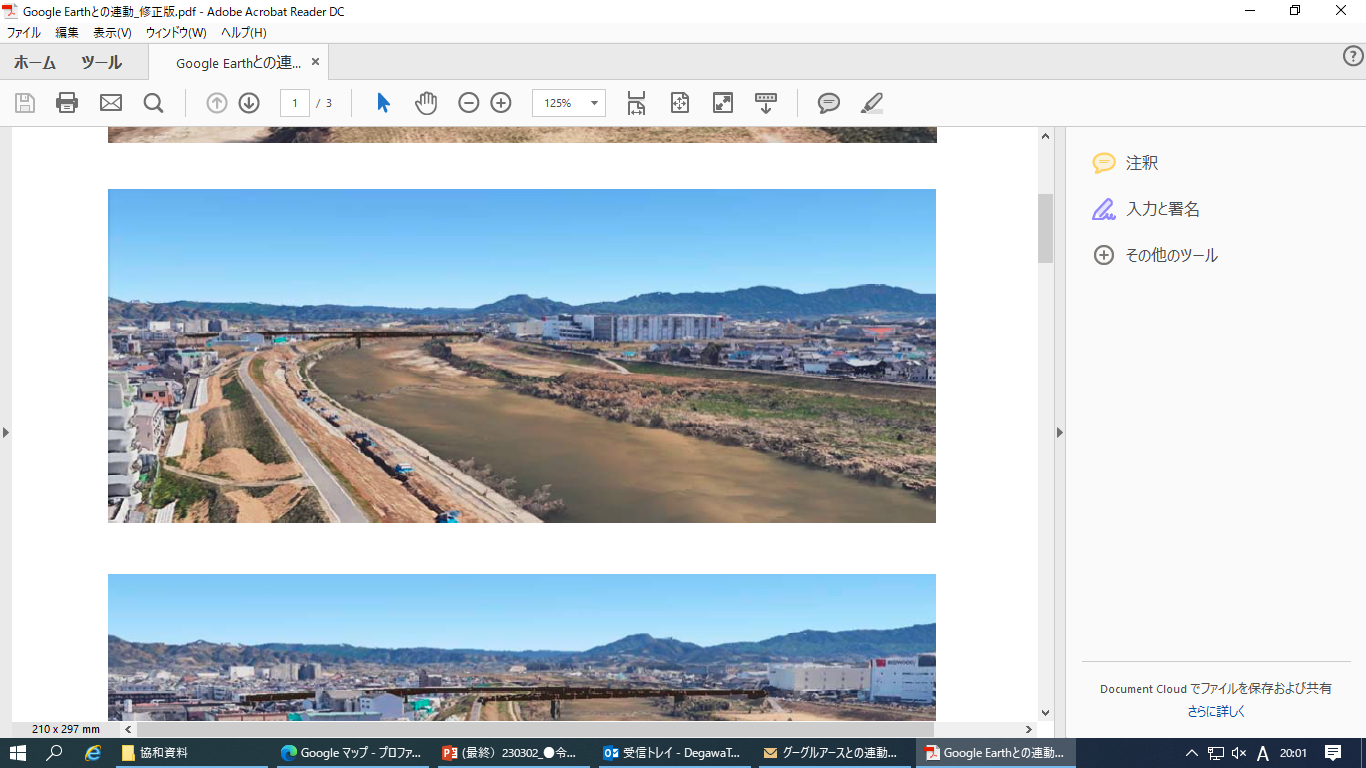 Google Earthとの連動_修正版.pdf - Adobe Acrobat Reader DC
ファイル 編集 表示(V) ウィンドウ(W) ヘルプ(H)
ホーム ツール Google Earthとの連... ×
1 / 3 125%
注釈
入力と署名
その他のツール
Document Cloud でファイルを保存および共有
さらに詳しく
210 x 297 mm
協和資料 Google マップ - プロファ... (最終）230302_●令... 受信トレイ - DegawaT... グーグルアースとの連動... Google Earthとの連動... A 20:01